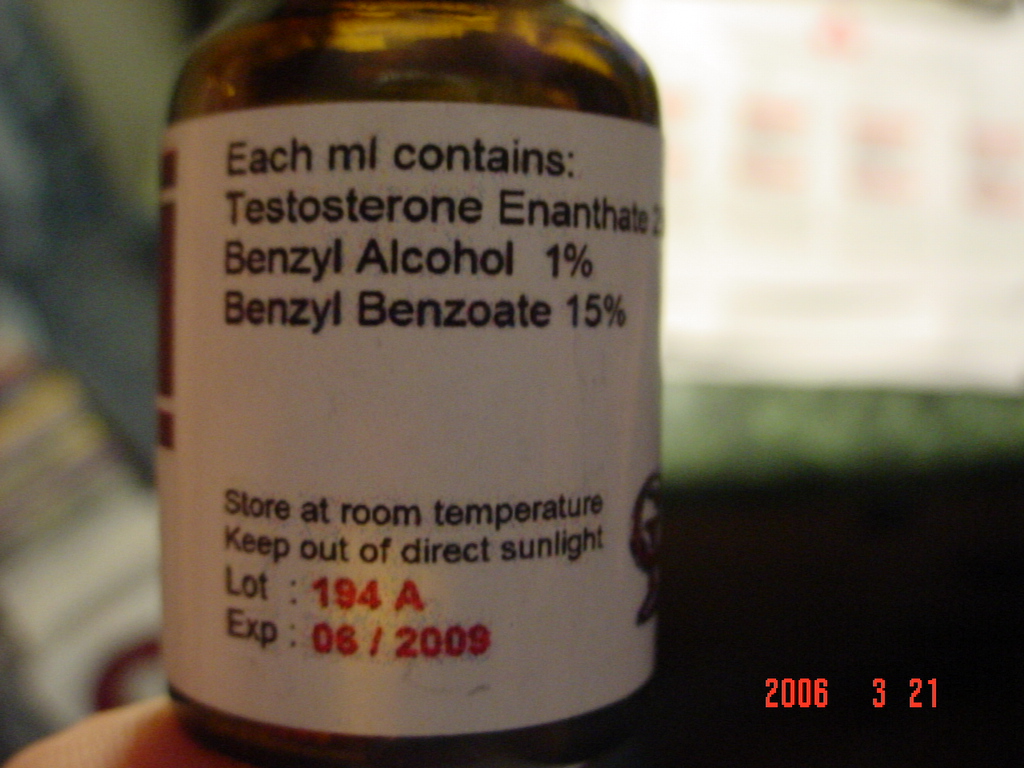 Each ml contains:
Testosterone Enanthate
Benzyl Alcohol 1%
Benzyl Benzoate 15%
Store at room temperature
Keep out of direct sunlight
Lot : 194 A
Exp : 08 / 2009
2006 3 21